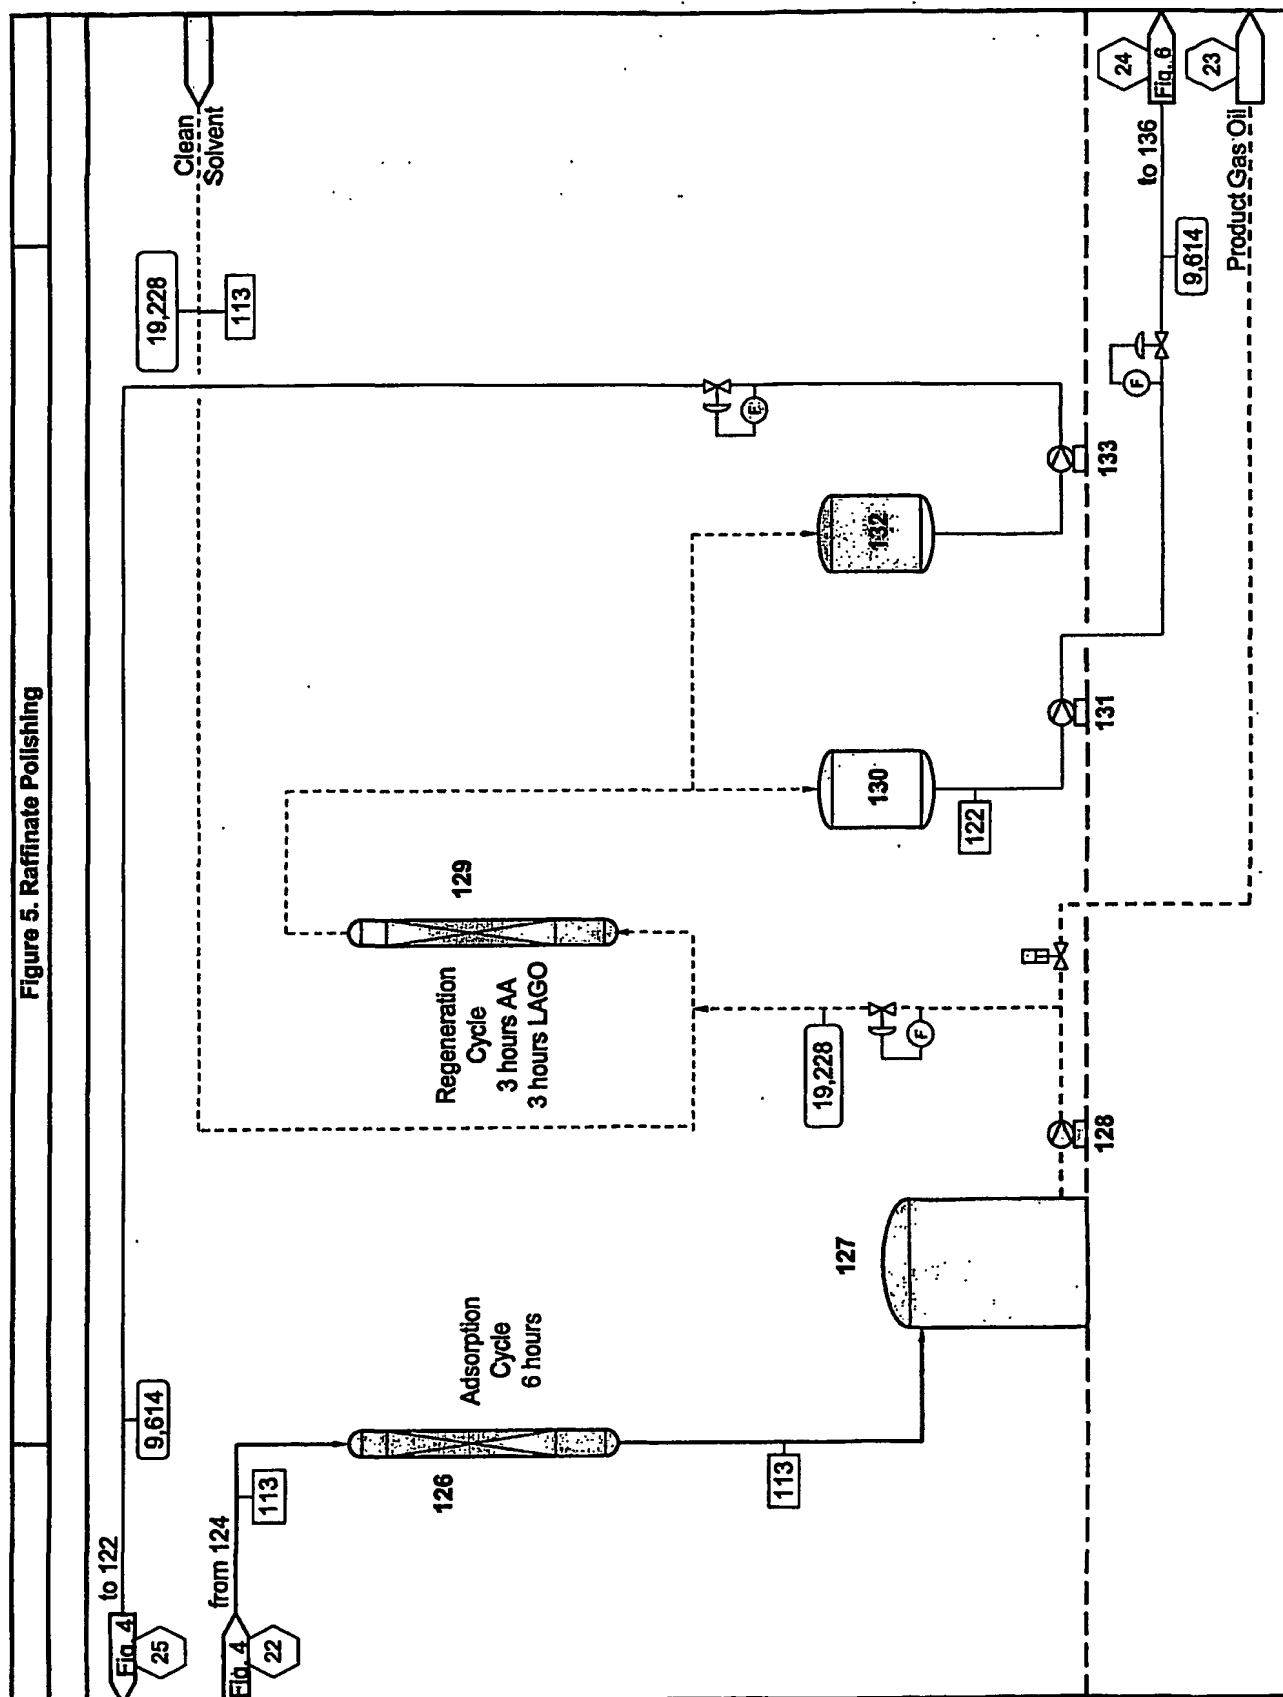 Figure 5. Raffinate Polishing
to 122
Fig. 4
25
9,614
from 124
Fig. 4
22
113
126
Adsorption
Cycle
6 hours
113
127
128
19,228
F
Regeneration
Cycle
3 hours AA
3 hours LAGO
129
130
122
131
132
133
F
19,228
113
Clean
Solvent
F
9,614
to 136
Fig. 6
24
Product Gas Oil
23